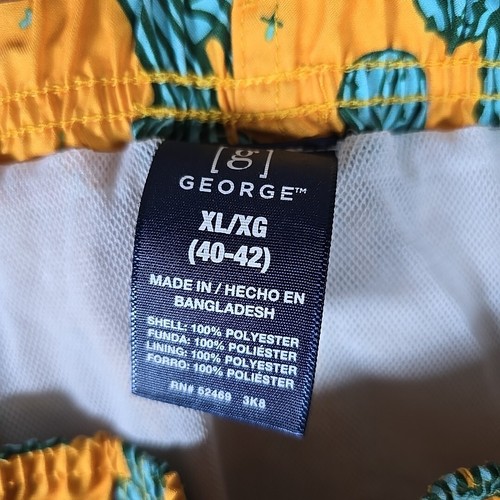 [g]
GEORGE™
XL/XG
(40-42)
MADE IN / HECHO EN
BANGLADESH
SHELL: 100% POLYESTER
FUNDA: 100% POLIÉSTER
LINING: 100% POLYESTER
FORRO: 100% POLIÉSTER
RN# 52469 3K8